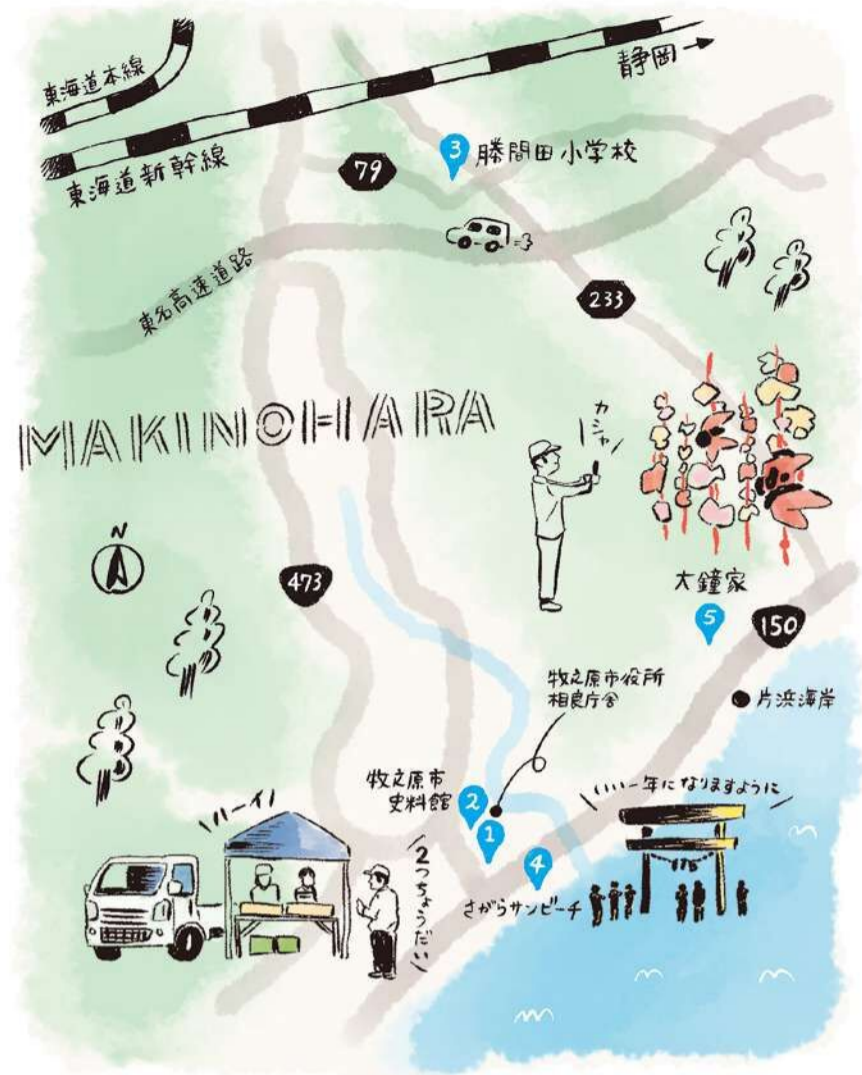 東海道本線
静岡
東海道新幹線
79
3
勝間田小学校
東名高速道路
233
MAKINOHARA
カシャ
N
473
大鐘家
5
150
牧之原市役所
相良庁舎
片浜海岸
牧之原市
史料館
2
1
4
さがらサンビーチ
いい一年になりますように
ハーイ!
2つちょうだい